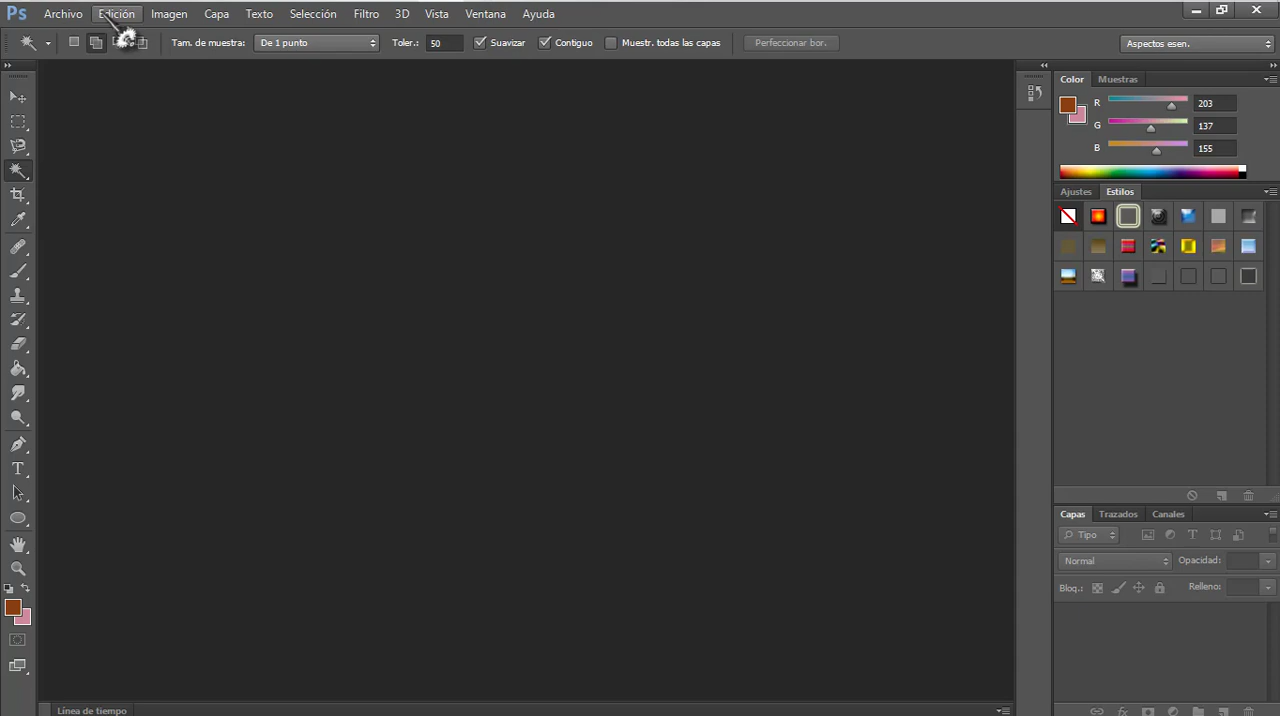 Ps Archivo Edición Imagen Capa Texto Selección Filtro 3D Vista Ventana Ayuda
Tam. de muestra: De 1 punto Toler.: 50 Suavizar Contiguo Muestr. todas las capas Perfeccionar bor. Aspectos esen.
Color Muestras
R 203
G 137
B 155
Ajustes Estilos
Capas Trazados Canales
Tipo
Normal Opacidad:
Bloq.: Relleno:
Línea de tiempo